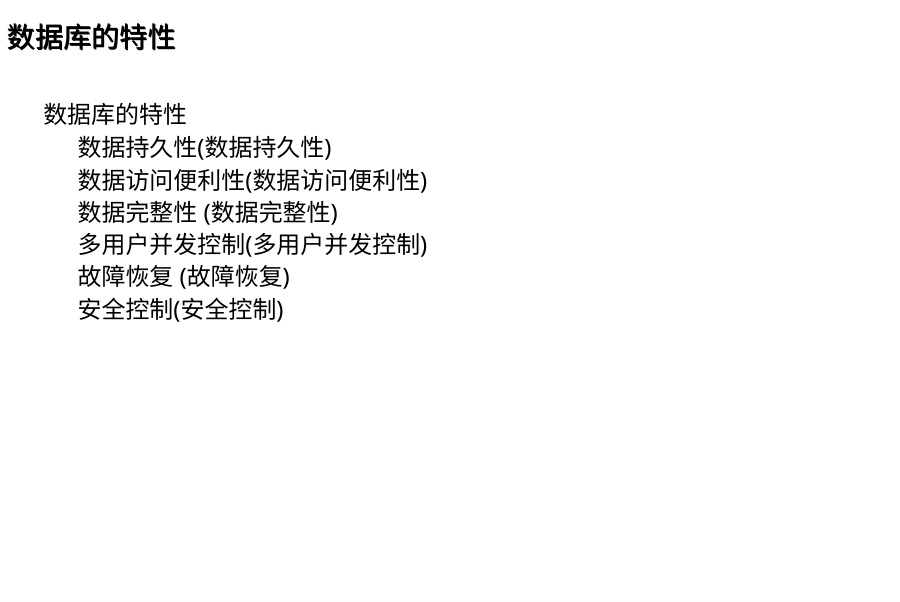 数据库的特性
数据库的特性
数据持久性(数据持久性)
数据访问便利性(数据访问便利性)
数据完整性 (数据完整性)
多用户并发控制(多用户并发控制)
故障恢复 (故障恢复)
安全控制(安全控制)